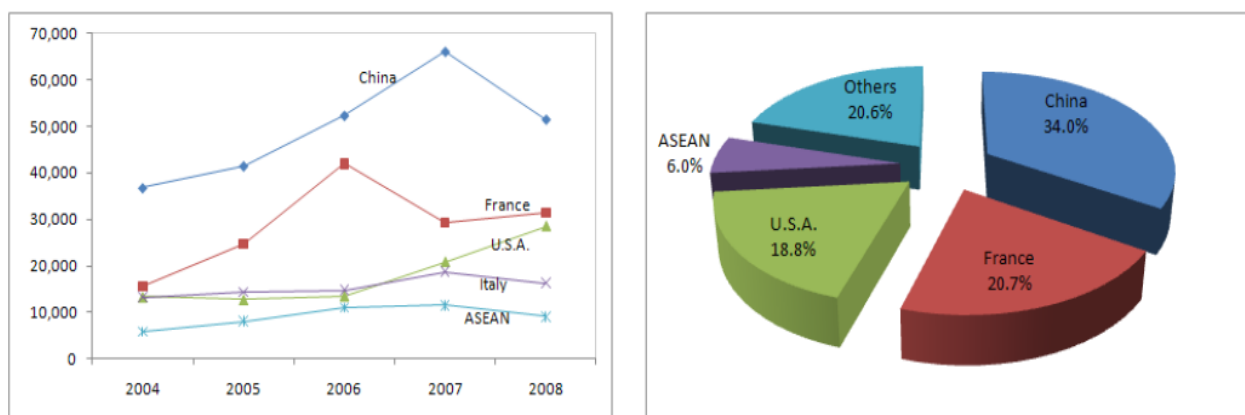 70,000
60,000
50,000
40,000
30,000
20,000
10,000
0
China
France
U.S.A.
Italy
ASEAN
2004 2005 2006 2007 2008
Others
20.6%
China
34.0%
ASEAN
6.0%
U.S.A.
18.8%
France
20.7%